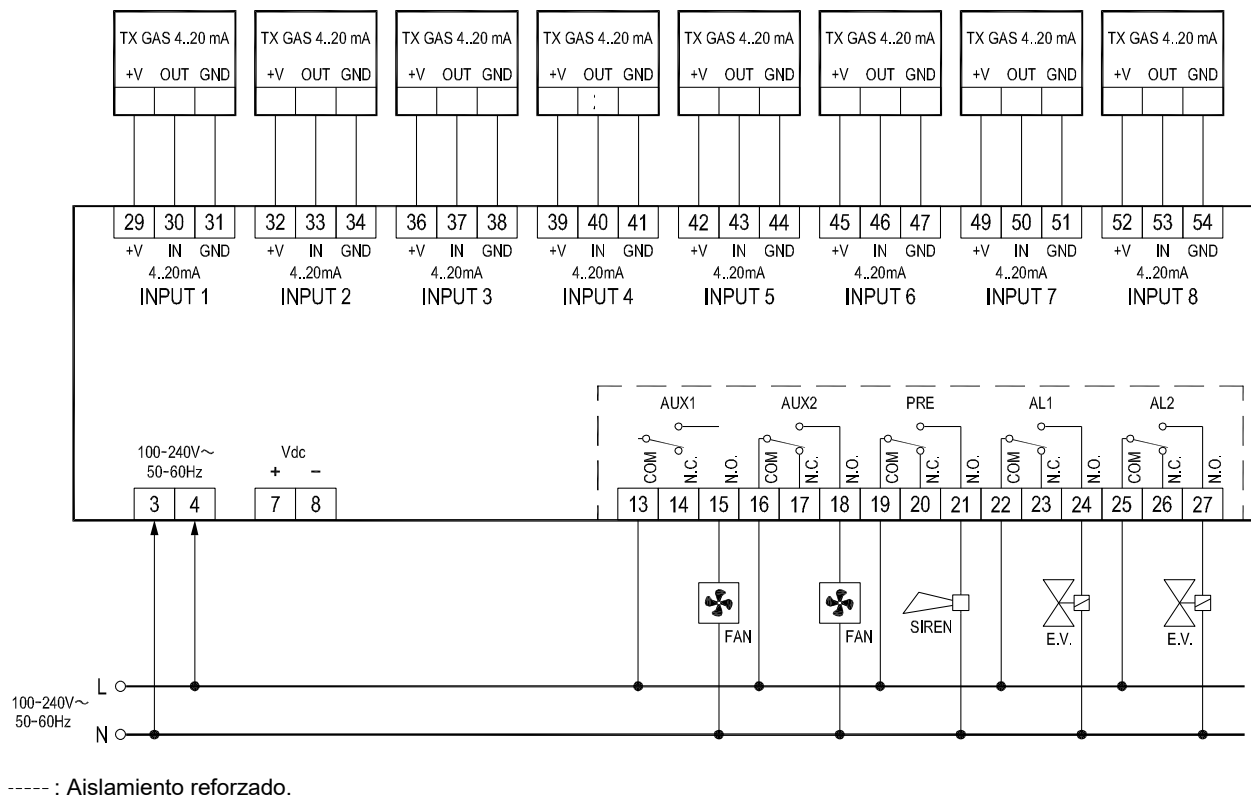 TX GAS 4..20 mA TX GAS 4..20 mA TX GAS 4..20 mA TX GAS 4..20 mA TX GAS 4..20 mA TX GAS 4..20 mA TX GAS 4..20 mA TX GAS 4..20 mA
+V OUT GND +V OUT GND +V OUT GND +V OUT GND +V OUT GND +V OUT GND +V OUT GND +V OUT GND
29 30 31 32 33 34 36 37 38 39 40 41 42 43 44 45 46 47 49 50 51 52 53 54
+V IN GND +V IN GND +V IN GND +V IN GND +V IN GND +V IN GND +V IN GND +V IN GND
4..20mA 4..20mA 4..20mA 4..20mA 4..20mA 4..20mA 4..20mA 4..20mA
INPUT 1 INPUT 2 INPUT 3 INPUT 4 INPUT 5 INPUT 6 INPUT 7 INPUT 8
AUX1 AUX2 PRE AL1 AL2
100-240V~ Vdc
50-60Hz + -
COM N.C. N.O. COM N.C. N.O. COM N.C. N.O. COM N.C. N.O. COM N.C. N.O.
3 4 7 8 13 14 15 16 17 18 19 20 21 22 23 24 25 26 27
FAN FAN SIREN E.V. E.V.
L
100-240V~
50-60Hz
N
----- : Aislamiento reforzado.